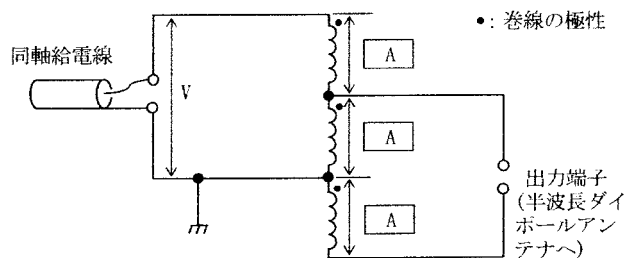 ●: 巻線の極性
同軸給電線
V
A
A
A
出力端子
(半波長ダイ
ポールアン
テナへ)